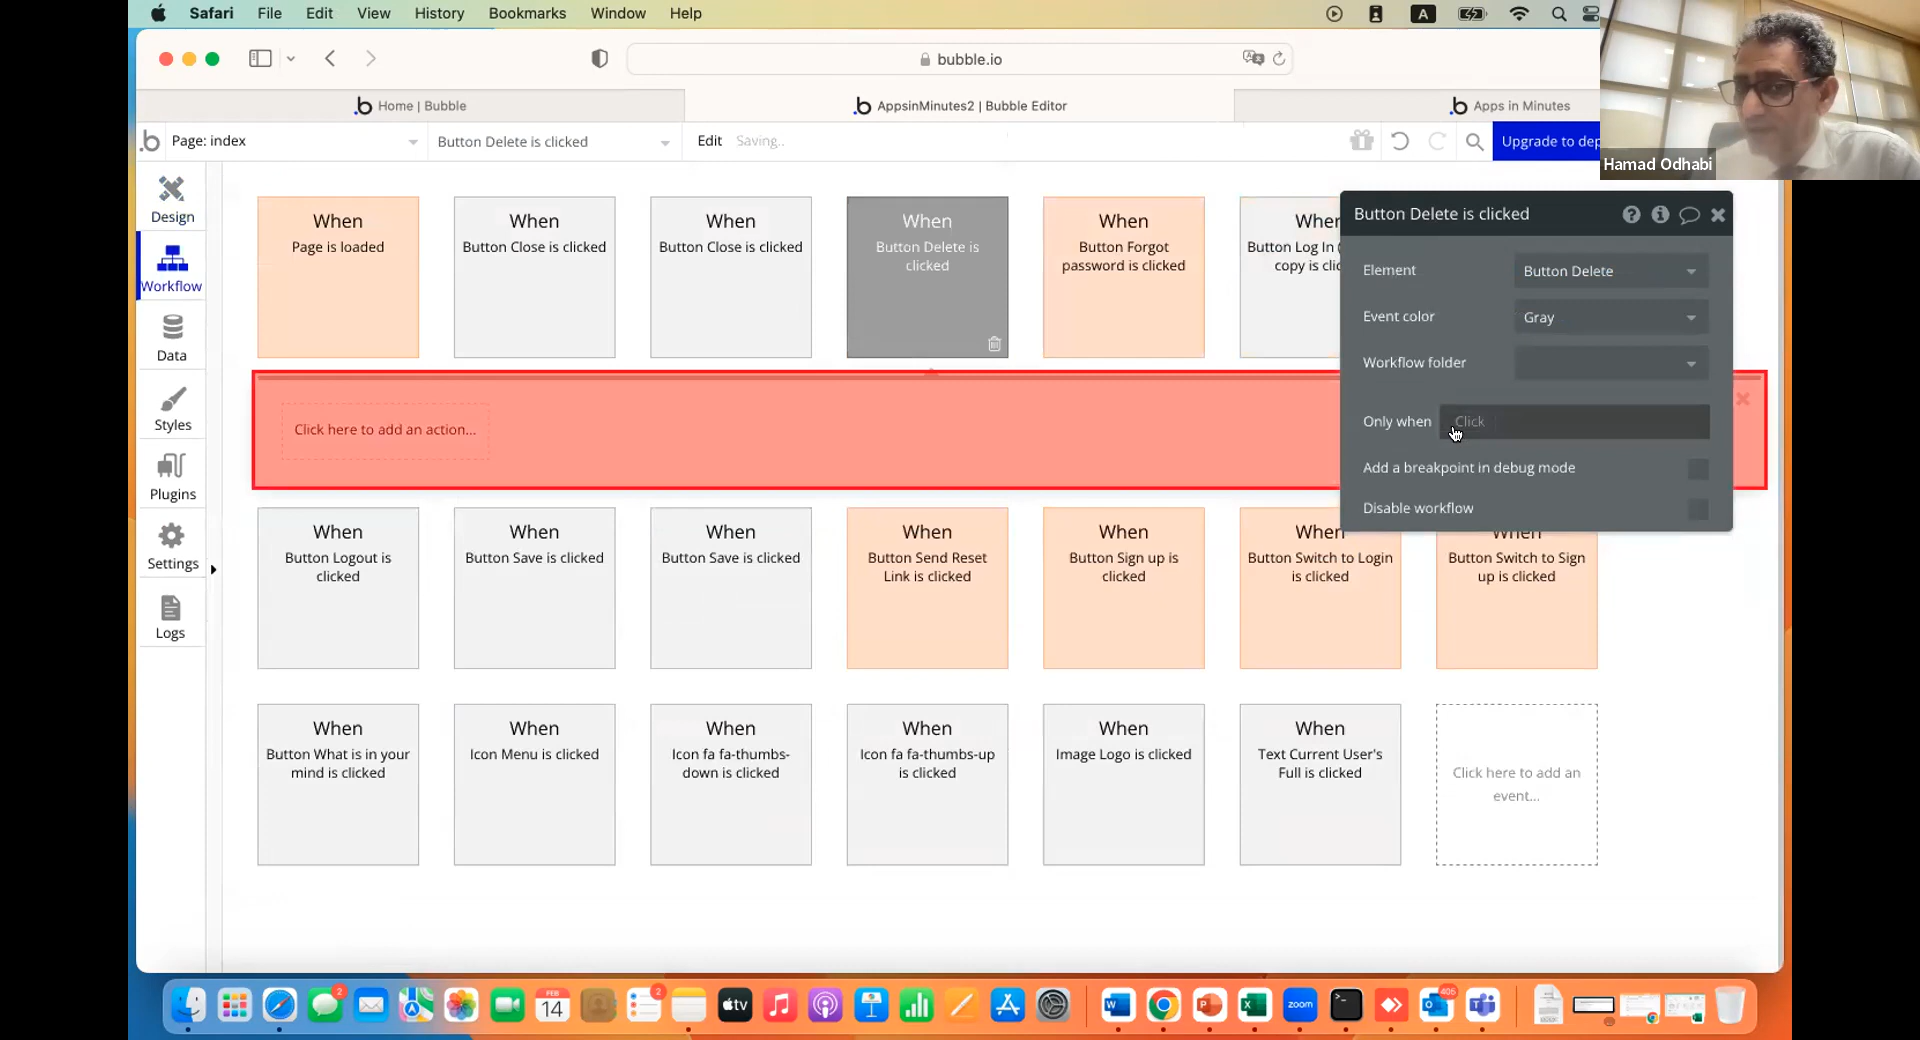 Safari File Edit View History Bookmarks Window Help
A
bubble.io
Home | Bubble
AppsinMinutes2 | Bubble Editor
Apps in Minutes
Page: index
Button Delete is clicked
Edit Saving..
Upgrade to dep
Hamad Odhabi
Design
Workflow
Data
Styles
Plugins
Settings
Logs
When
Page is loaded
When
Button Close is clicked
When
Button Close is clicked
When
Button Delete is
clicked
When
Button Forgot
password is clicked
When
Button Log In (
copy is clic
Button Delete is clicked
Element
Button Delete
Event color
Gray
Workflow folder
Only when
Click
Add a breakpoint in debug mode
Disable workflow
Click here to add an action...
When
Button Logout is
clicked
When
Button Save is clicked
When
Button Save is clicked
When
Button Send Reset
Link is clicked
When
Button Sign up is
clicked
When
Button Switch to Login
is clicked
When
Button Switch to Sign
up is clicked
When
Button What is in your
mind is clicked
When
Icon Menu is clicked
When
Icon fa fa-thumbs-
down is clicked
When
Icon fa fa-thumbs-up
is clicked
When
Image Logo is clicked
When
Text Current User's
Full is clicked
Click here to add an
event...
2
FEB
14
2
tv
zoom
405